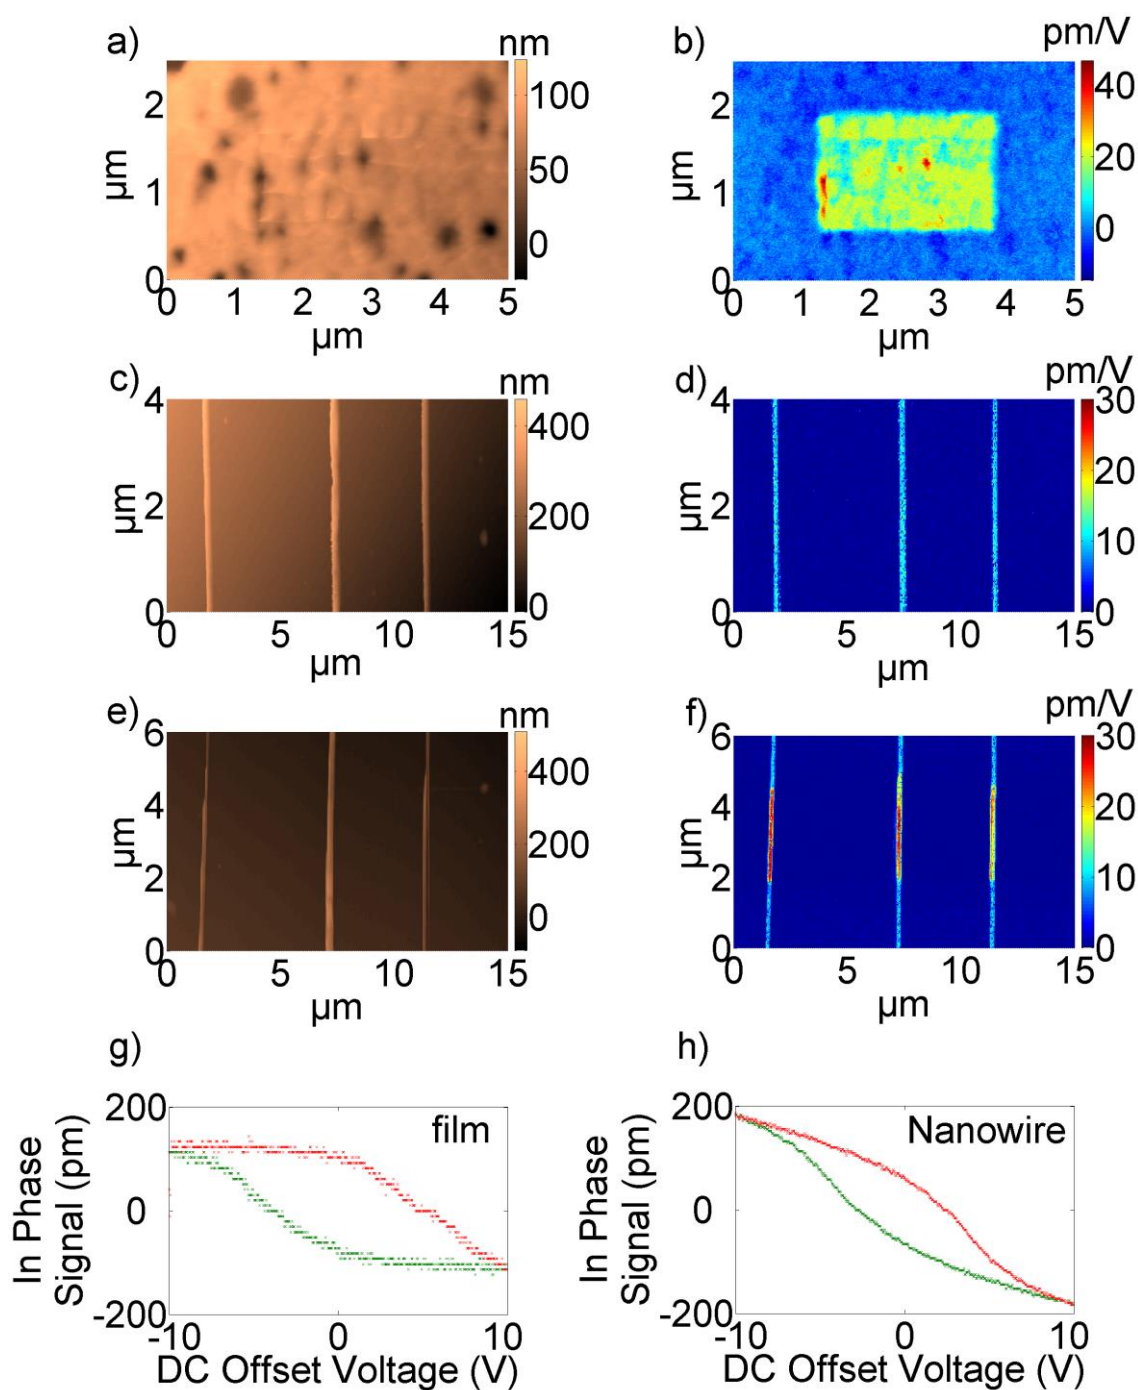 a)
nm
100
50
0
2
1
0
µm
0 1 2 3 4 5
µm
b)
pm/V
40
20
0
2
1
0
µm
0 1 2 3 4 5
µm
c)
nm
400
200
0
4
2
0
µm
0 5 10 15
µm
d)
pm/V
30
20
10
0
4
2
0
µm
0 5 10 15
µm
e)
nm
400
200
0
6
4
2
0
µm
0 5 10 15
µm
f)
pm/V
30
20
10
0
6
4
2
0
µm
0 5 10 15
µm
g)
200
0
-200
In Phase
Signal (pm)
film
-10 0 10
DC Offset Voltage (V)
h)
200
0
-200
In Phase
Signal (pm)
Nanowire
-10 0 10
DC Offset Voltage (V)